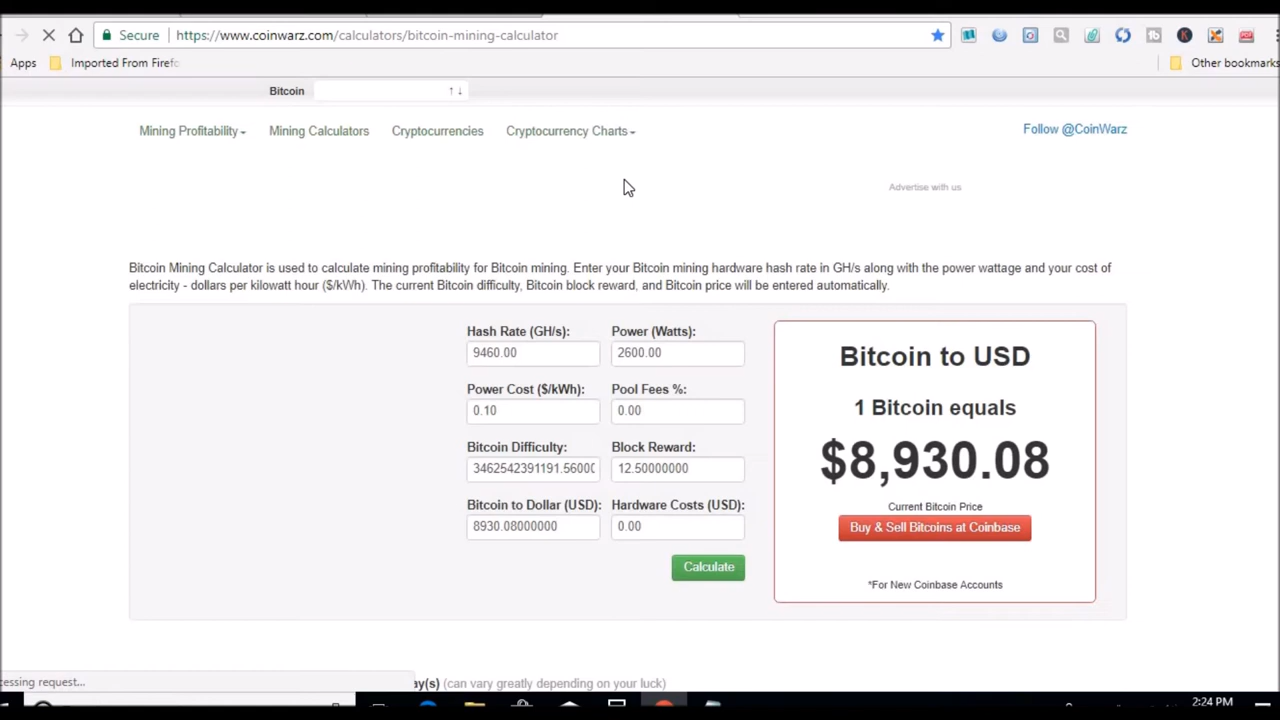 Secure https://www.coinwarz.com/calculators/bitcoin-mining-calculator
Apps Imported From Firefo Other bookmarks
Bitcoin ↑ ↓
Mining Profitability Mining Calculators Cryptocurrencies Cryptocurrency Charts Follow @CoinWarz
Advertise with us
Bitcoin Mining Calculator is used to calculate mining profitability for Bitcoin mining. Enter your Bitcoin mining hardware hash rate in GH/s along with the power wattage and your cost of
electricity - dollars per kilowatt hour ($/kWh). The current Bitcoin difficulty, Bitcoin block reward, and Bitcoin price will be entered automatically.
Hash Rate (GH/s): Power (Watts):
9460.00 2600.00
Power Cost ($/kWh): Pool Fees %:
0.10 0.00
Bitcoin Difficulty: Block Reward:
3462542391191.5600 12.50000000
Bitcoin to Dollar (USD): Hardware Costs (USD):
8930.08000000 0.00
Calculate
Bitcoin to USD
1 Bitcoin equals
$8,930.08
Current Bitcoin Price
Buy & Sell Bitcoins at Coinbase
*For New Coinbase Accounts
cessing request...
ay(s) (can vary greatly depending on your luck)
2:24 PM